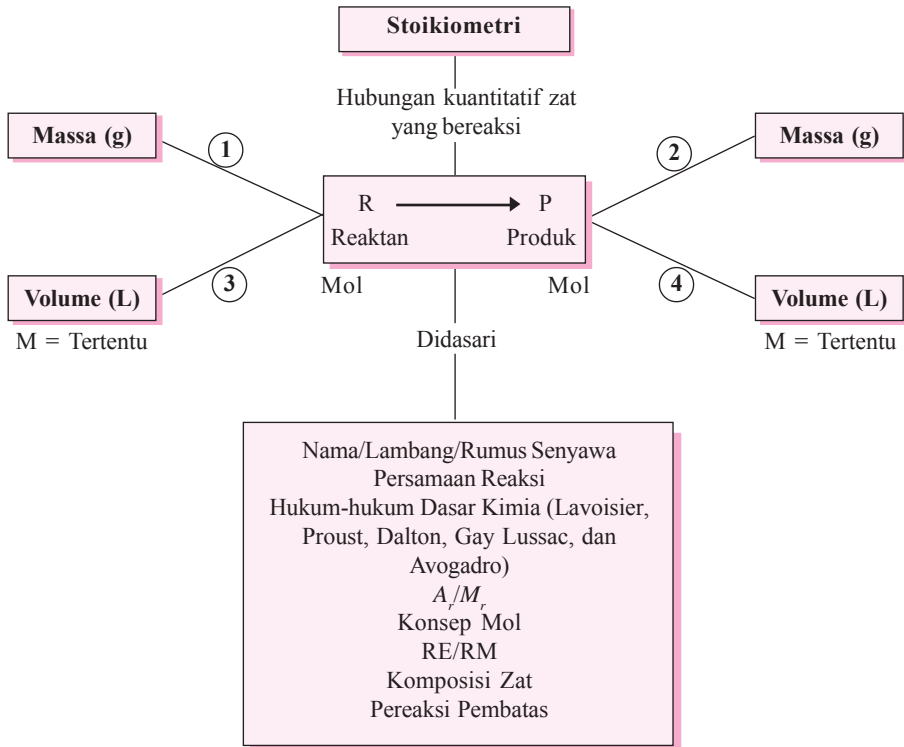 Stoikiometri
Hubungan kuantitatif zat
yang bereaksi
Massa (g)
1
2
Massa (g)
R
P
Reaktan
Produk
Volume (L)
3
Mol
Mol
4
Volume (L)
M = Tertentu
Didasari
M = Tertentu
Nama/Lambang/Rumus Senyawa
Persamaan Reaksi
Hukum-hukum Dasar Kimia (Lavoisier,
Proust, Dalton, Gay Lussac, dan
Avogadro)
A_r/M_r
Konsep Mol
RE/RM
Komposisi Zat
Pereaksi Pembatas